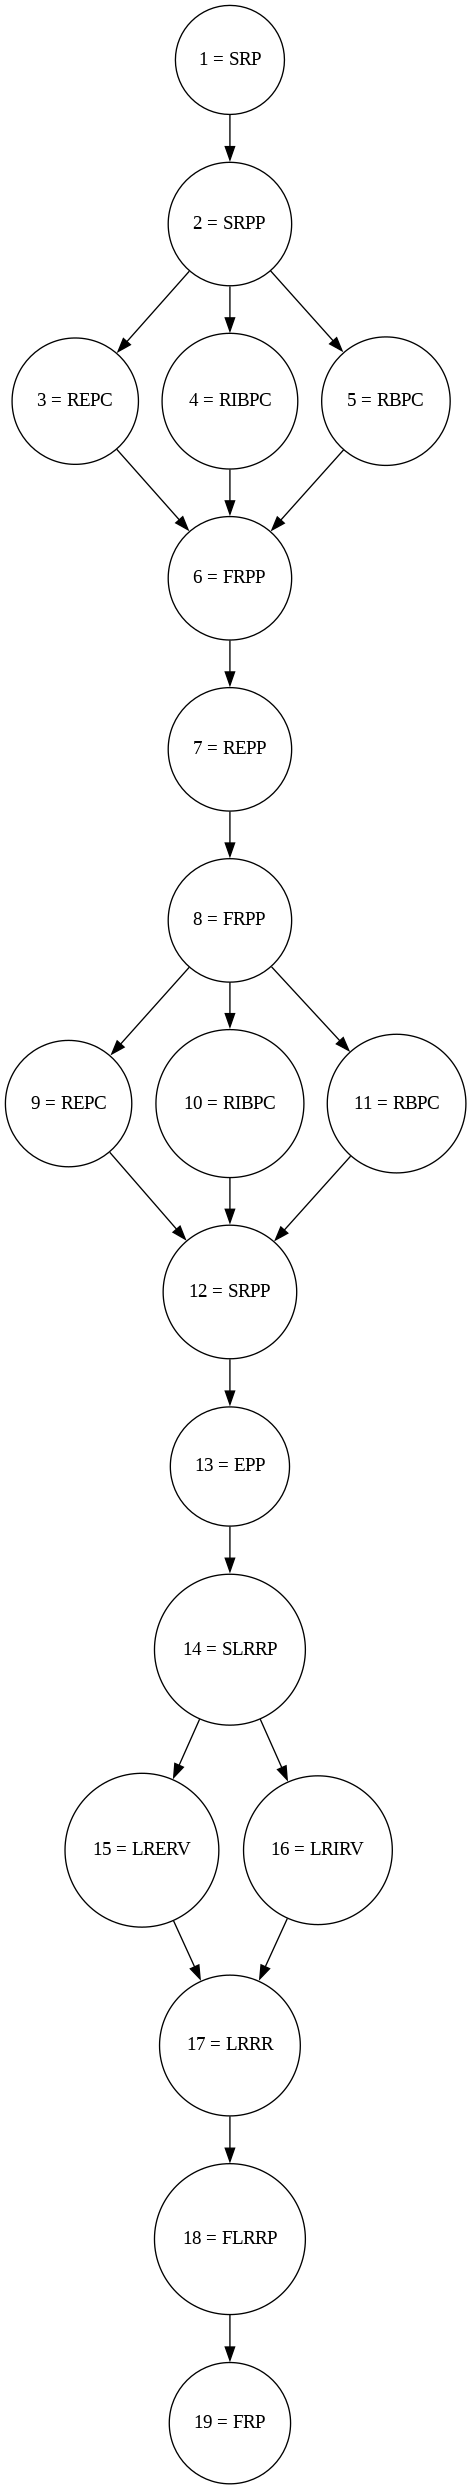 1 = SRP
2 = SRPP
3 = REPC
4 = RIBPC
5 = RBPC
6 = FRPP
7 = REPP
8 = FRPP
9 = REPC
10 = RIBPC
11 = RBPC
12 = SRPP
13 = EPP
14 = SLRRP
15 = LRERV
16 = LRIRV
17 = LRRR
18 = FLRRP
19 = FRP